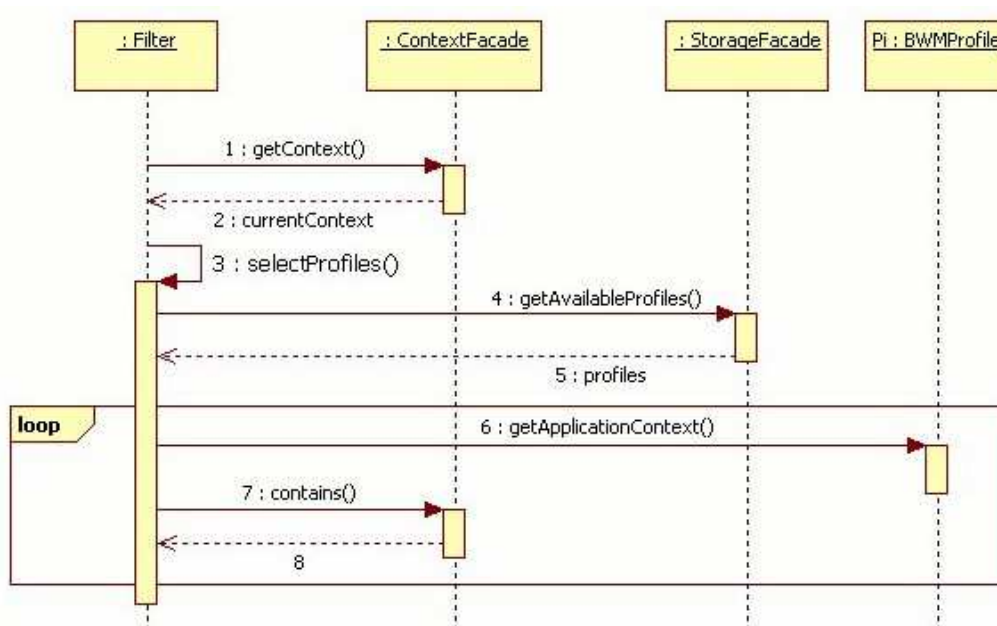 : Filter
: ContextFacade
: StorageFacade
Pi : BWMProfile
1 : getContext()
2 : currentContext
3 : selectProfiles()
4 : getAvailableProfiles()
5 : profiles
loop
6 : getApplicationContext()
7 : contains()
8